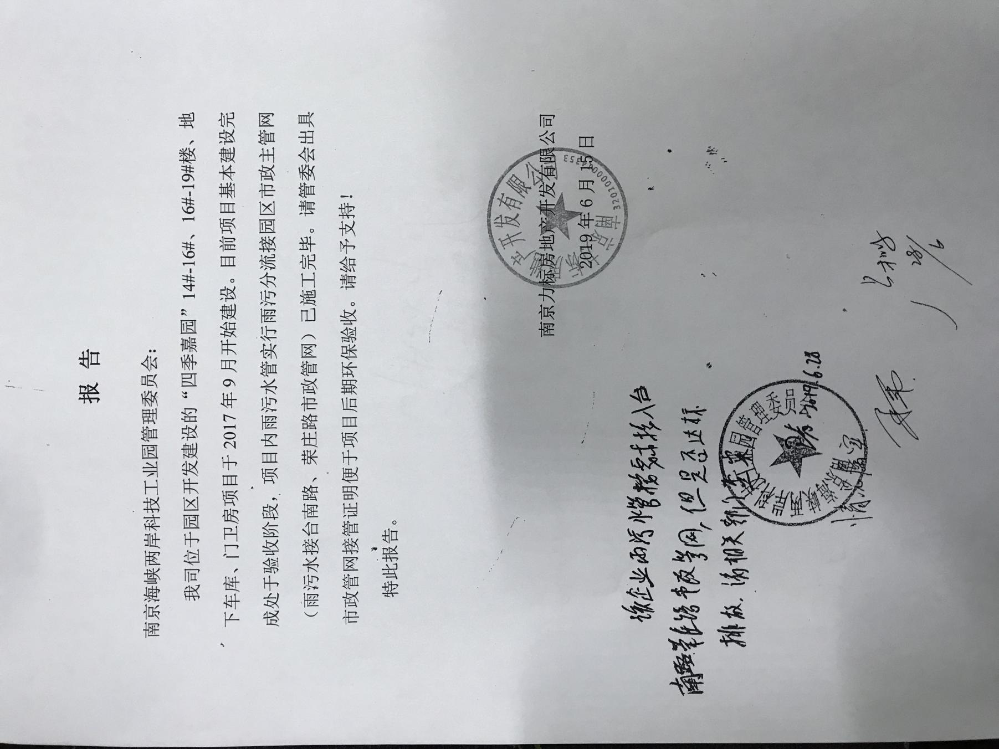 报 告
南京海峡两岸科技工业园管理委员会：
我司位于园区开发建设的“四季嘉园”14#-16#、16#-19#楼、地
下车库、门卫房项目于2017年9月开始建设。目前项目基本建设完
成处于验收阶段，项目内雨污水管实行雨污分流接园区市政主管网
（雨污水接台南路、荣庄路市政管网）已施工完毕。请管委会出具
市政管网接管证明便于项目后期环保验收。请给予支持！
特此报告。
南京力标房地产开发有限公司
2019年6月15日
该企业雨污水管接入台
南路荣庄路市政管网，但是否达标
排放，请相关部门
2019.6.28
28/6